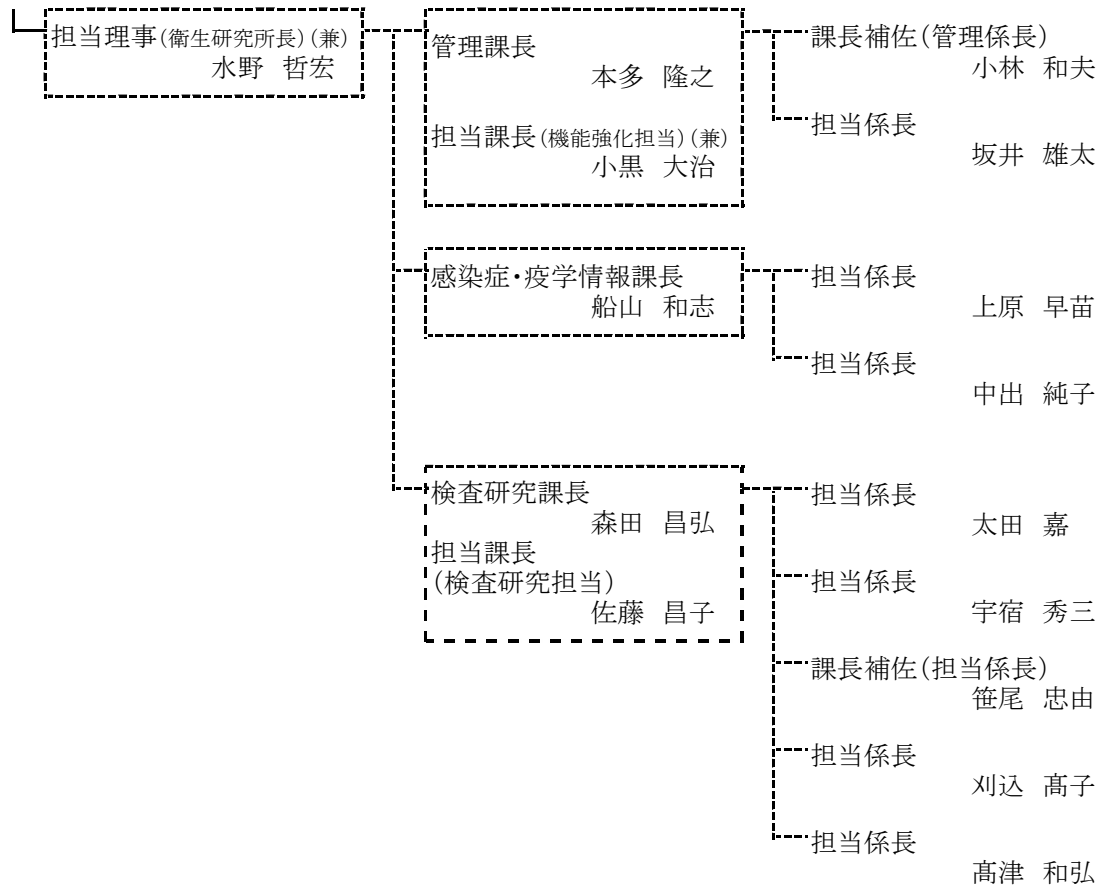 担当理事(衛生研究所長)(兼)
水野 哲宏
管理課長
本多 隆之
担当課長(機能強化担当)(兼)
小黒 大治
課長補佐(管理係長)
小林 和夫
担当係長
坂井 雄太
感染症・疫学情報課長
船山 和志
担当係長
上原 早苗
担当係長
中出 純子
検査研究課長
森田 昌弘
担当課長
(検査研究担当)
佐藤 昌子
担当係長
太田 嘉
担当係長
宇宿 秀三
課長補佐(担当係長)
笹尾 忠由
担当係長
刈込 髙子
担当係長
髙津 和弘